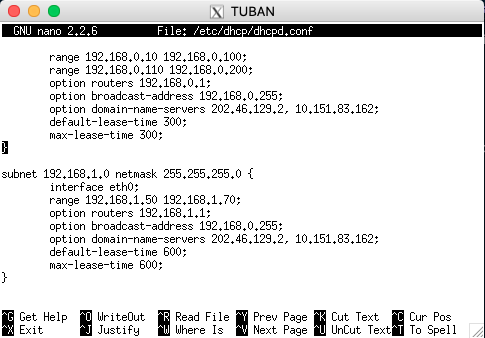 TUBAN
GNU nano 2.2.6 File: /etc/dhcp/dhcpd.conf
range 192.168.0.10 192.168.0.100;
range 192.168.0.110 192.168.0.200;
option routers 192.168.0.1;
option broadcast-address 192.168.0.255;
option domain-name-servers 202.46.129.2, 10.151.83.162;
default-lease-time 300;
max-lease-time 300;
}
subnet 192.168.1.0 netmask 255.255.255.0 {
interface eth0;
range 192.168.1.50 192.168.1.70;
option routers 192.168.1.1;
option broadcast-address 192.168.0.255;
option domain-name-servers 202.46.129.2, 10.151.83.162;
default-lease-time 600;
max-lease-time 600;
}
^G Get Help ^O WriteOut ^R Read File ^Y Prev Page ^K Cut Text ^C Cur Pos
^X Exit ^J Justify ^W Where Is ^V Next Page ^U UnCut Text ^T To Spell